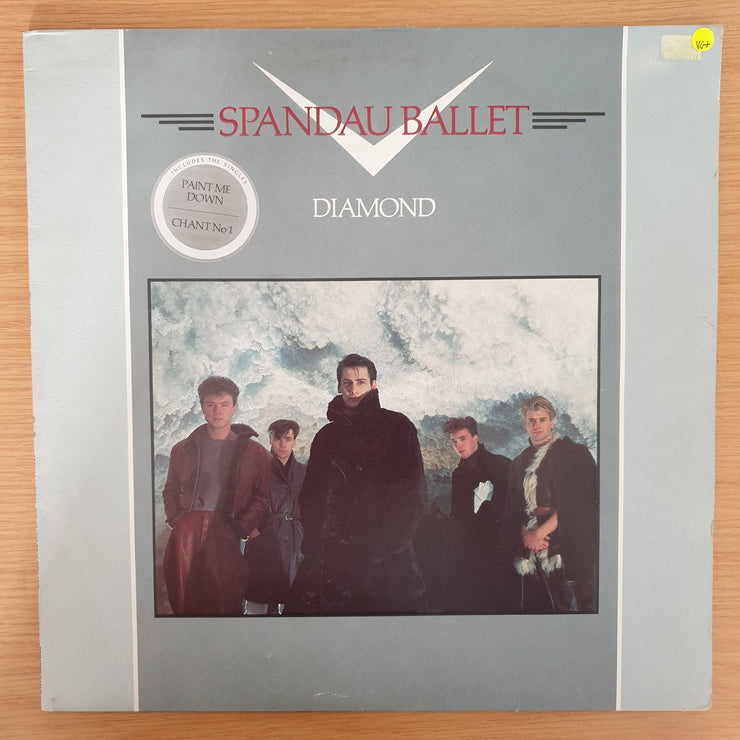 VG+
SPANDAU BALLET
INCLUDES THE SINGLES
PAINT ME
DOWN
CHANT No 1
DIAMOND